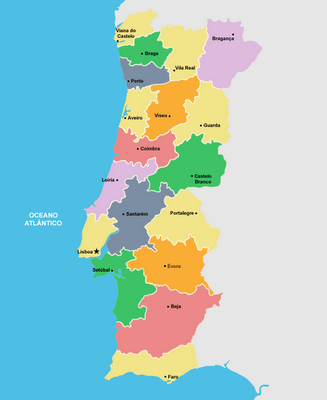 Viana do
Castelo
Bragança
Braga
Vila Real
Porto
Aveiro
Viseu
Guarda
Coimbra
Castelo
Branco
Leiria
OCEANO
ATLÂNTICO
Santarém
Portalegre
Lisboa
Setúbal
Évora
Beja
Faro